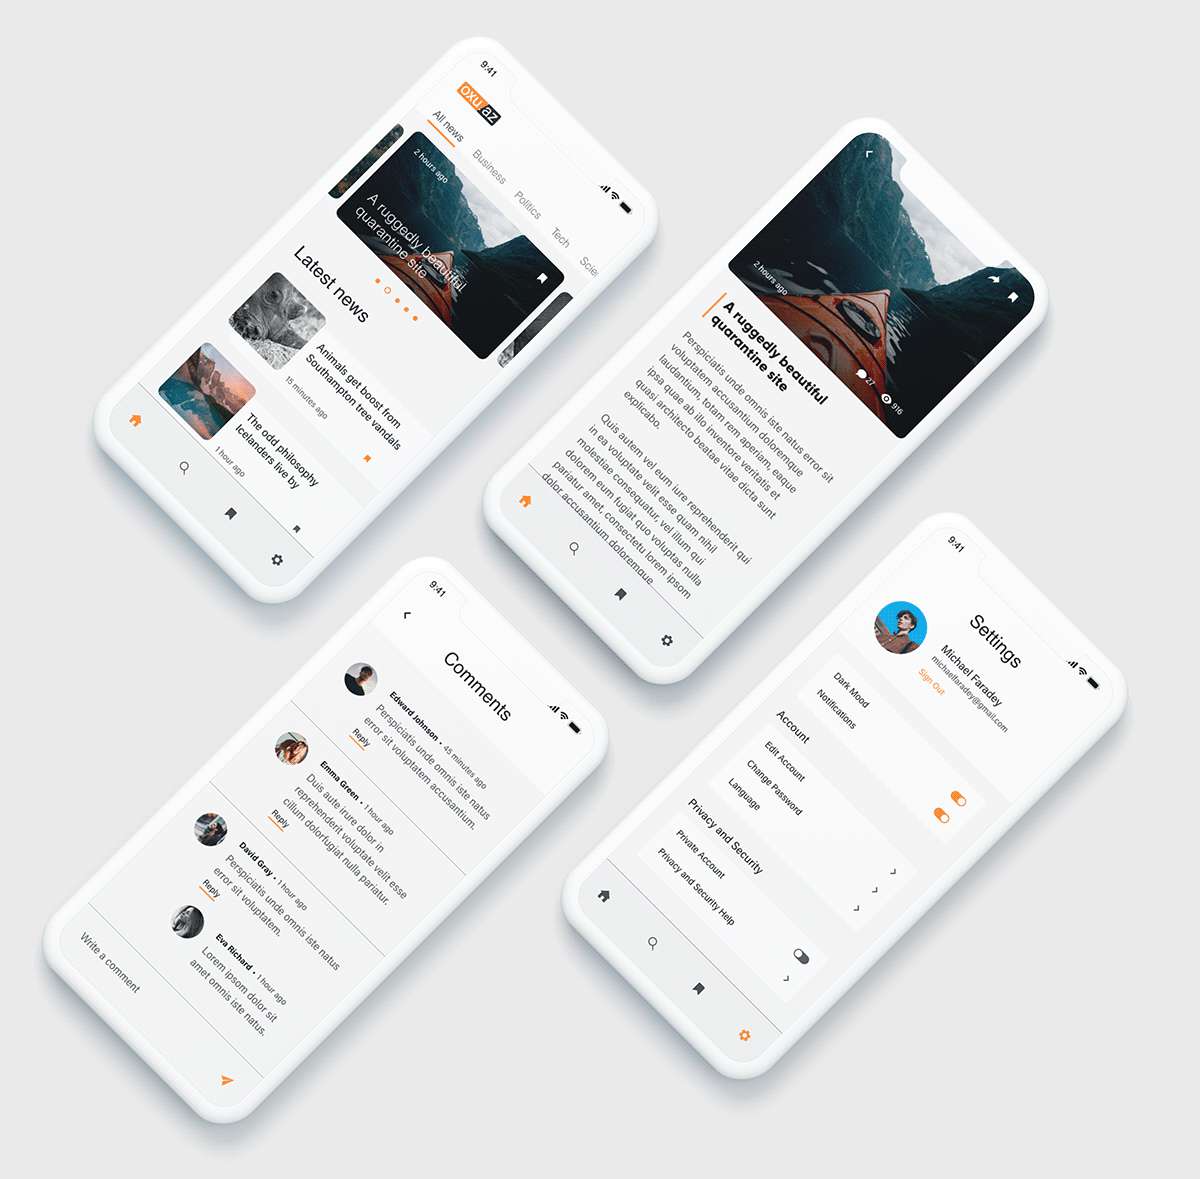 9:41
oxu.az
All news
Business
Politics
Tech
Scien
2 hours ago
A ruggedly beautiful
quarantine site
Latest news
Animals get boost from
Southampton tree vandals
15 minutes ago
The odd philosophy
Icelanders live by
1 hour ago
2 hours ago
27
916
A ruggedly beautiful
quarantine site
Perspiciatis unde omnis iste natus error sit
voluptatem accusantium doloremque
laudantium, totam rem aperiam, eaque
ipsa quae ab illo inventore veritatis et
quasi architecto beatae vitae dicta sunt
explicabo.
Quis autem vel eum iure reprehenderit qui
in ea voluptate velit esse quam nihil
molestiae consequatur, vel illum qui
dolorem eum fugiat quo voluptas nulla
pariatur amet, consectetu lorem ipsom
dolor accusantium doloremque
9:41
Comments
Edward Johnson • 45 minutes ago
Perspiciatis unde omnis iste natus
error sit voluptatem accusantium.
Reply
Emma Green • 1 hour ago
Duis aute irure dolor in
reprehenderit voluptate velit esse
cillum dolorfugiat nulla pariatur.
Reply
David Gray • 1 hour ago
Perspiciatis unde omnis iste natus
error sit voluptatem.
Reply
Eva Richard • 1 hour ago
Lorem ipsom dolor sit
amet omnis iste natus.
Write a comment
9:41
Settings
Michael Faradey
michaelfaradey@gmail.com
Sign Out
Dark Mood
Notifications
Account
Edit Account
Change Password
Language
Privacy and Security
Private Account
Privacy and Security Help